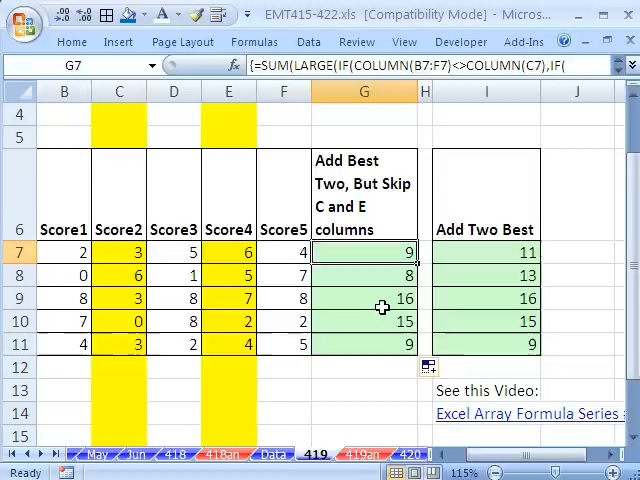 EMT415-422.xls [Compatibility Mode] - Micros...
Home Insert Page Layout Formulas Data Review View Developer Add-Ins
G7 fx {=SUM(LARGE(IF(COLUMN(B7:F7)<>COLUMN(C7),IF(
B C D E F G H I J
4
5
Add Best
Two, But Skip
C and E
6 Score1 Score2 Score3 Score4 Score5 columns Add Two Best
7 2 3 5 6 4 9 11
8 0 6 1 5 7 8 13
9 8 3 8 7 8 16 16
10 7 0 8 2 2 15 15
11 4 3 2 4 5 9 9
12
13 See this Video:
14 Excel Array Formula Series #
15
May Jun 418 418an Data 419 419an 420
Ready 115%